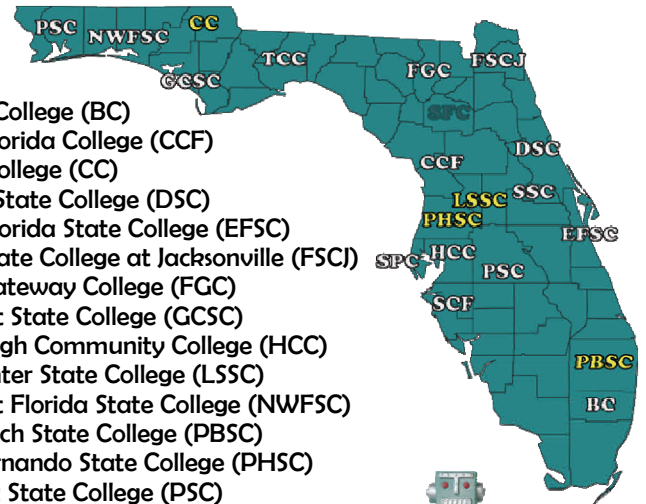 PSC
NWFSC
CC
GCSC
TCC
FGC
FSCJ
SFC
CCF
DSC
LSSC
SSC
PHSC
EFSC
SPC
HCC
PSC
SCF
PBSC
BC
College (BC)
orida College (CCF)
ollege (CC)
State College (DSC)
orida State College (EFSC)
ate College at Jacksonville (FSCJ)
ateway College (FGC)
t State College (GCSC)
gh Community College (HCC)
ter State College (LSSC)
t Florida State College (NWFSC)
ch State College (PBSC)
rnando State College (PHSC)
State College (PSC)